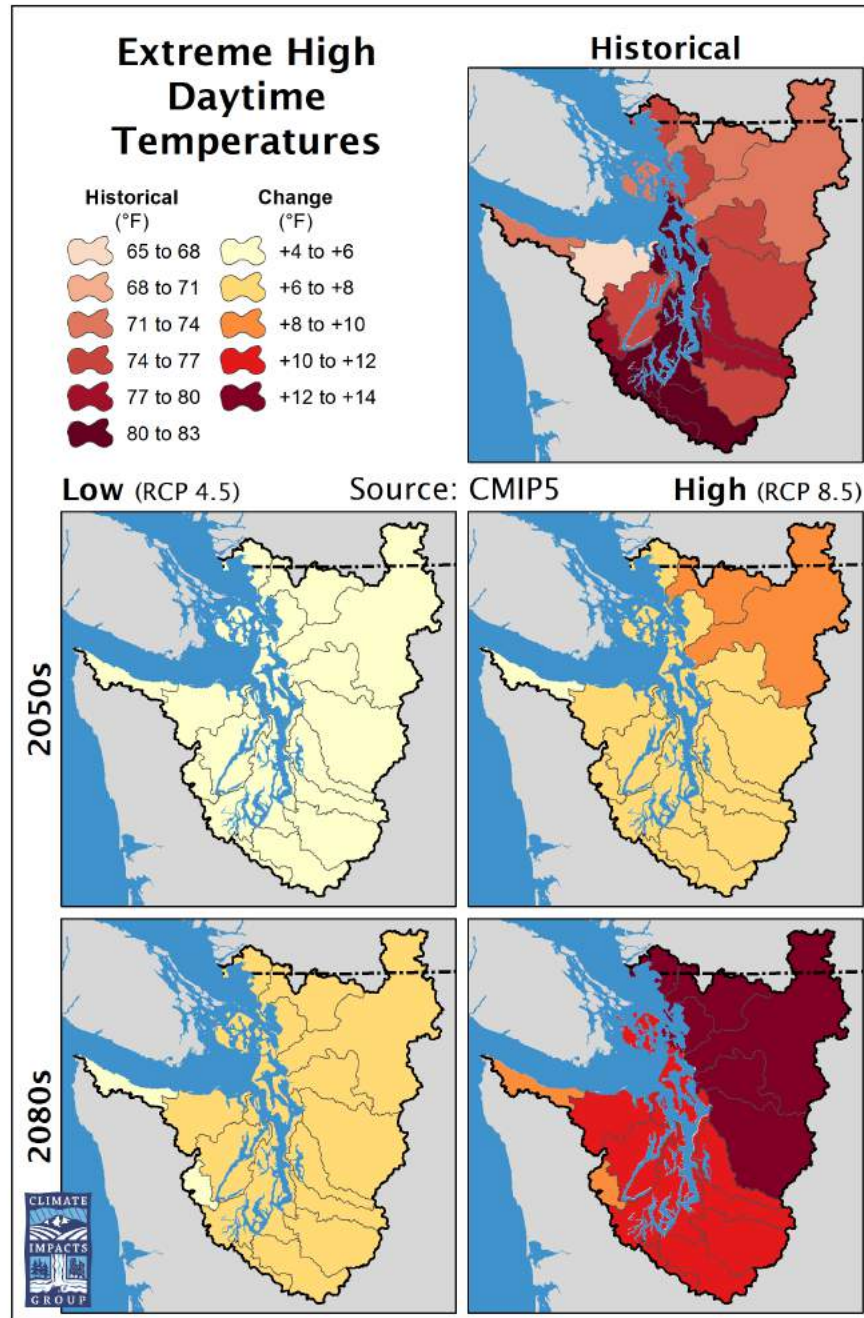 Extreme High
Daytime
Temperatures
Historical
Historical
(°F)
65 to 68
68 to 71
71 to 74
74 to 77
77 to 80
80 to 83
Change
(°F)
+4 to +6
+6 to +8
+8 to +10
+10 to +12
+12 to +14
Low (RCP 4.5) Source: CMIP5 High (RCP 8.5)
2050s
2080s
CLIMATE
IMPACTS
GROUP